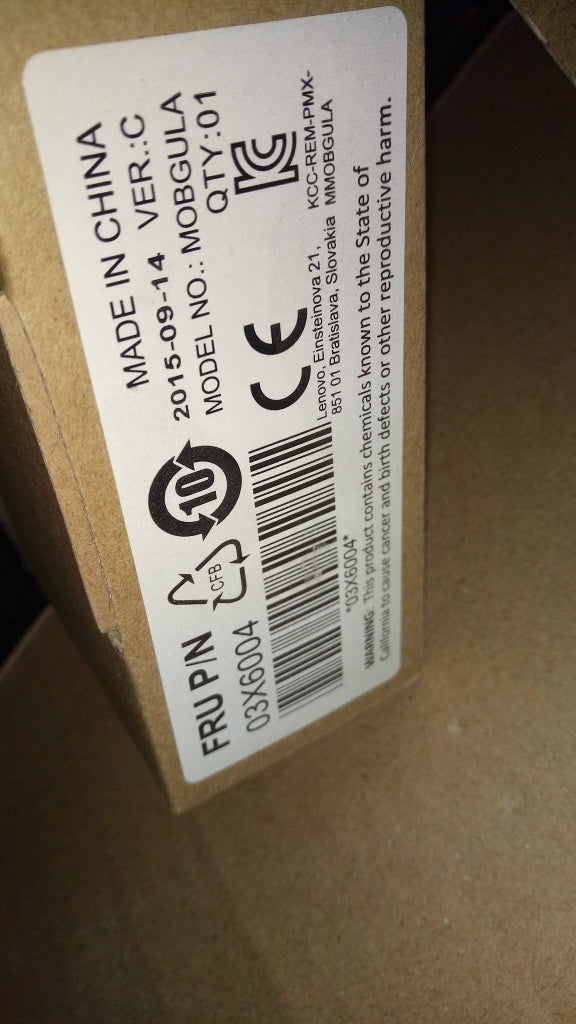 MADE IN CHINA
2015-09-14 VER.:C
MODEL NO.: MOBGULA
QTY:01
FRU P/N
03X6004
CFB
10
CE
KC
Lenovo, Einsteinova 21,
851 01 Bratislava, Slovakia
KCC-REM-PMX-
MMOBGULA
*03X6004*
WARNING: This product contains chemicals known to the State of
California to cause cancer and birth defects or other reproductive harm.